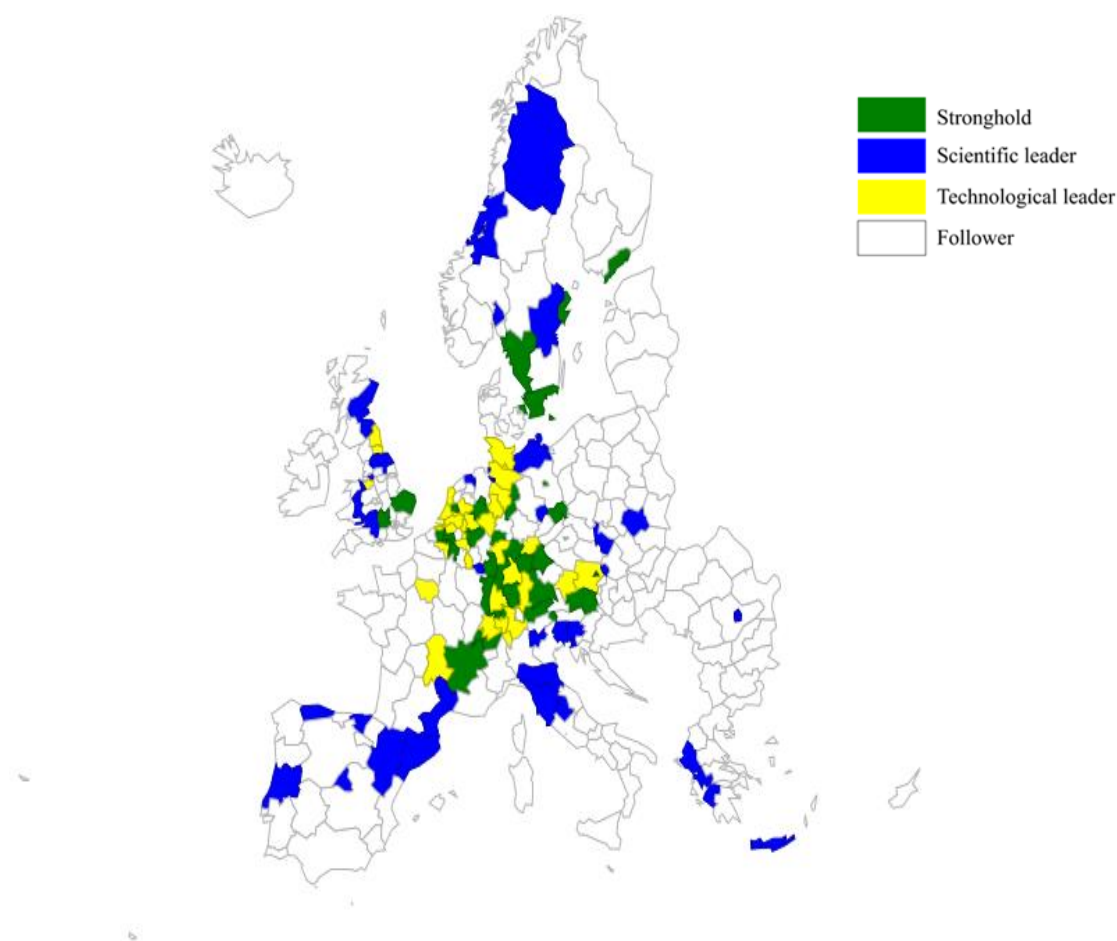 Stronghold
Scientific leader
Technological leader
Follower